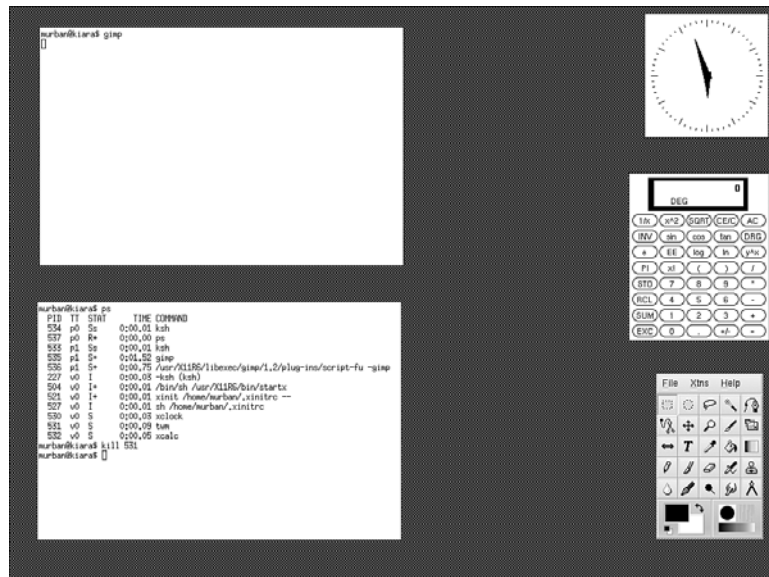 murban@kiara$ gimp
0
DEG
1/x x^2 SQRT CE/C AC
INV sin cos tan DRG
e EE log ln y^x
PI x! ( ) /
STO 7 8 9 *
RCL 4 5 6 -
SUM 1 2 3 +
EXC 0 . +/- =
murban@kiara$ ps
PID TT STAT TIME COMMAND
534 p0 Ss 0:00.01 ksh
537 p0 R+ 0:00.00 ps
533 p1 Ss 0:00.01 ksh
535 p1 S+ 0:01.52 gimp
536 p1 S+ 0:00.75 /usr/X11R6/libexec/gimp/1.2/plug-ins/script-fu -gimp
227 v0 I 0:00.03 -ksh (ksh)
504 v0 I+ 0:00.01 /bin/sh /usr/X11R6/bin/startx
521 v0 I+ 0:00.01 xinit /home/murban/.xinitrc --
527 v0 I 0:00.01 sh /home/murban/.xinitrc
530 v0 S 0:00.03 xclock
531 v0 S 0:00.09 twm
532 v0 S 0:00.05 xcalc
murban@kiara$ kill 531
murban@kiara$
File Xtns Help